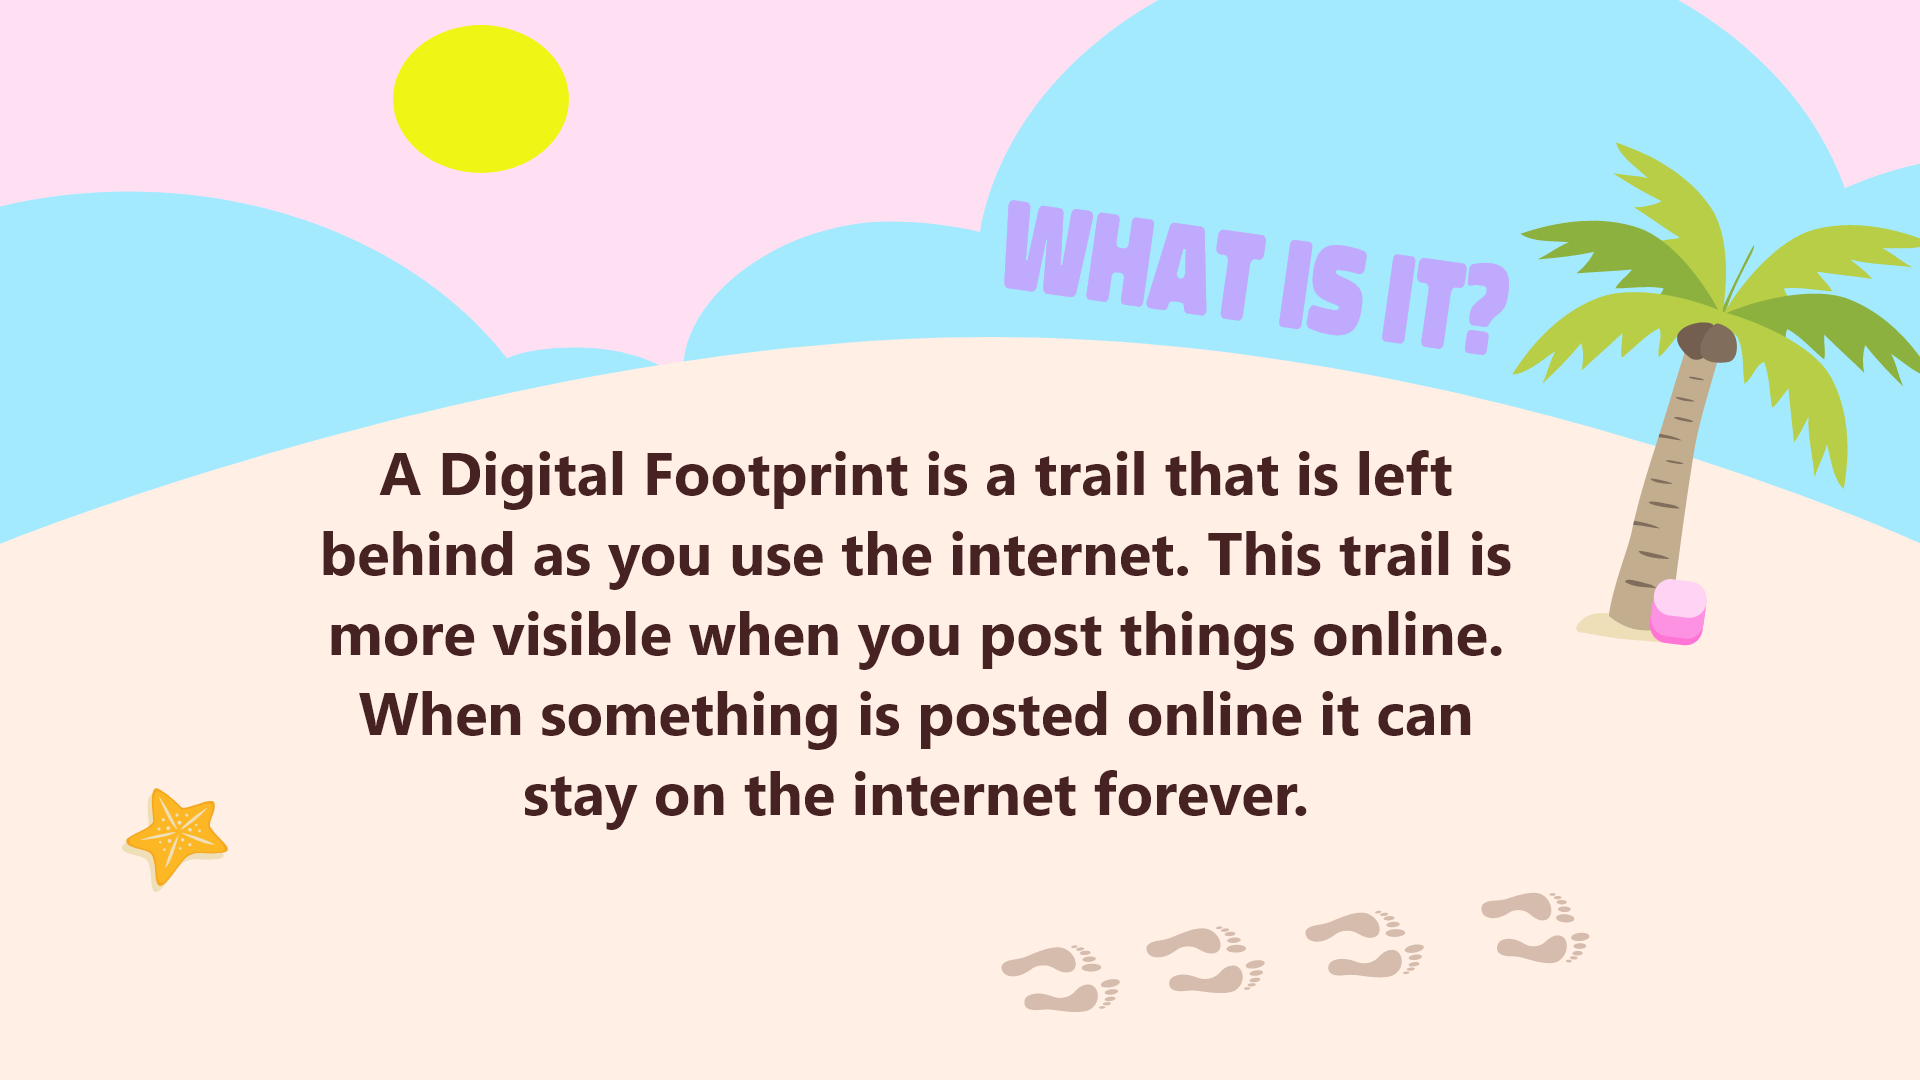 WHAT IS IT?
A Digital Footprint is a trail that is left
behind as you use the internet. This trail is
more visible when you post things online.
When something is posted online it can
stay on the internet forever.